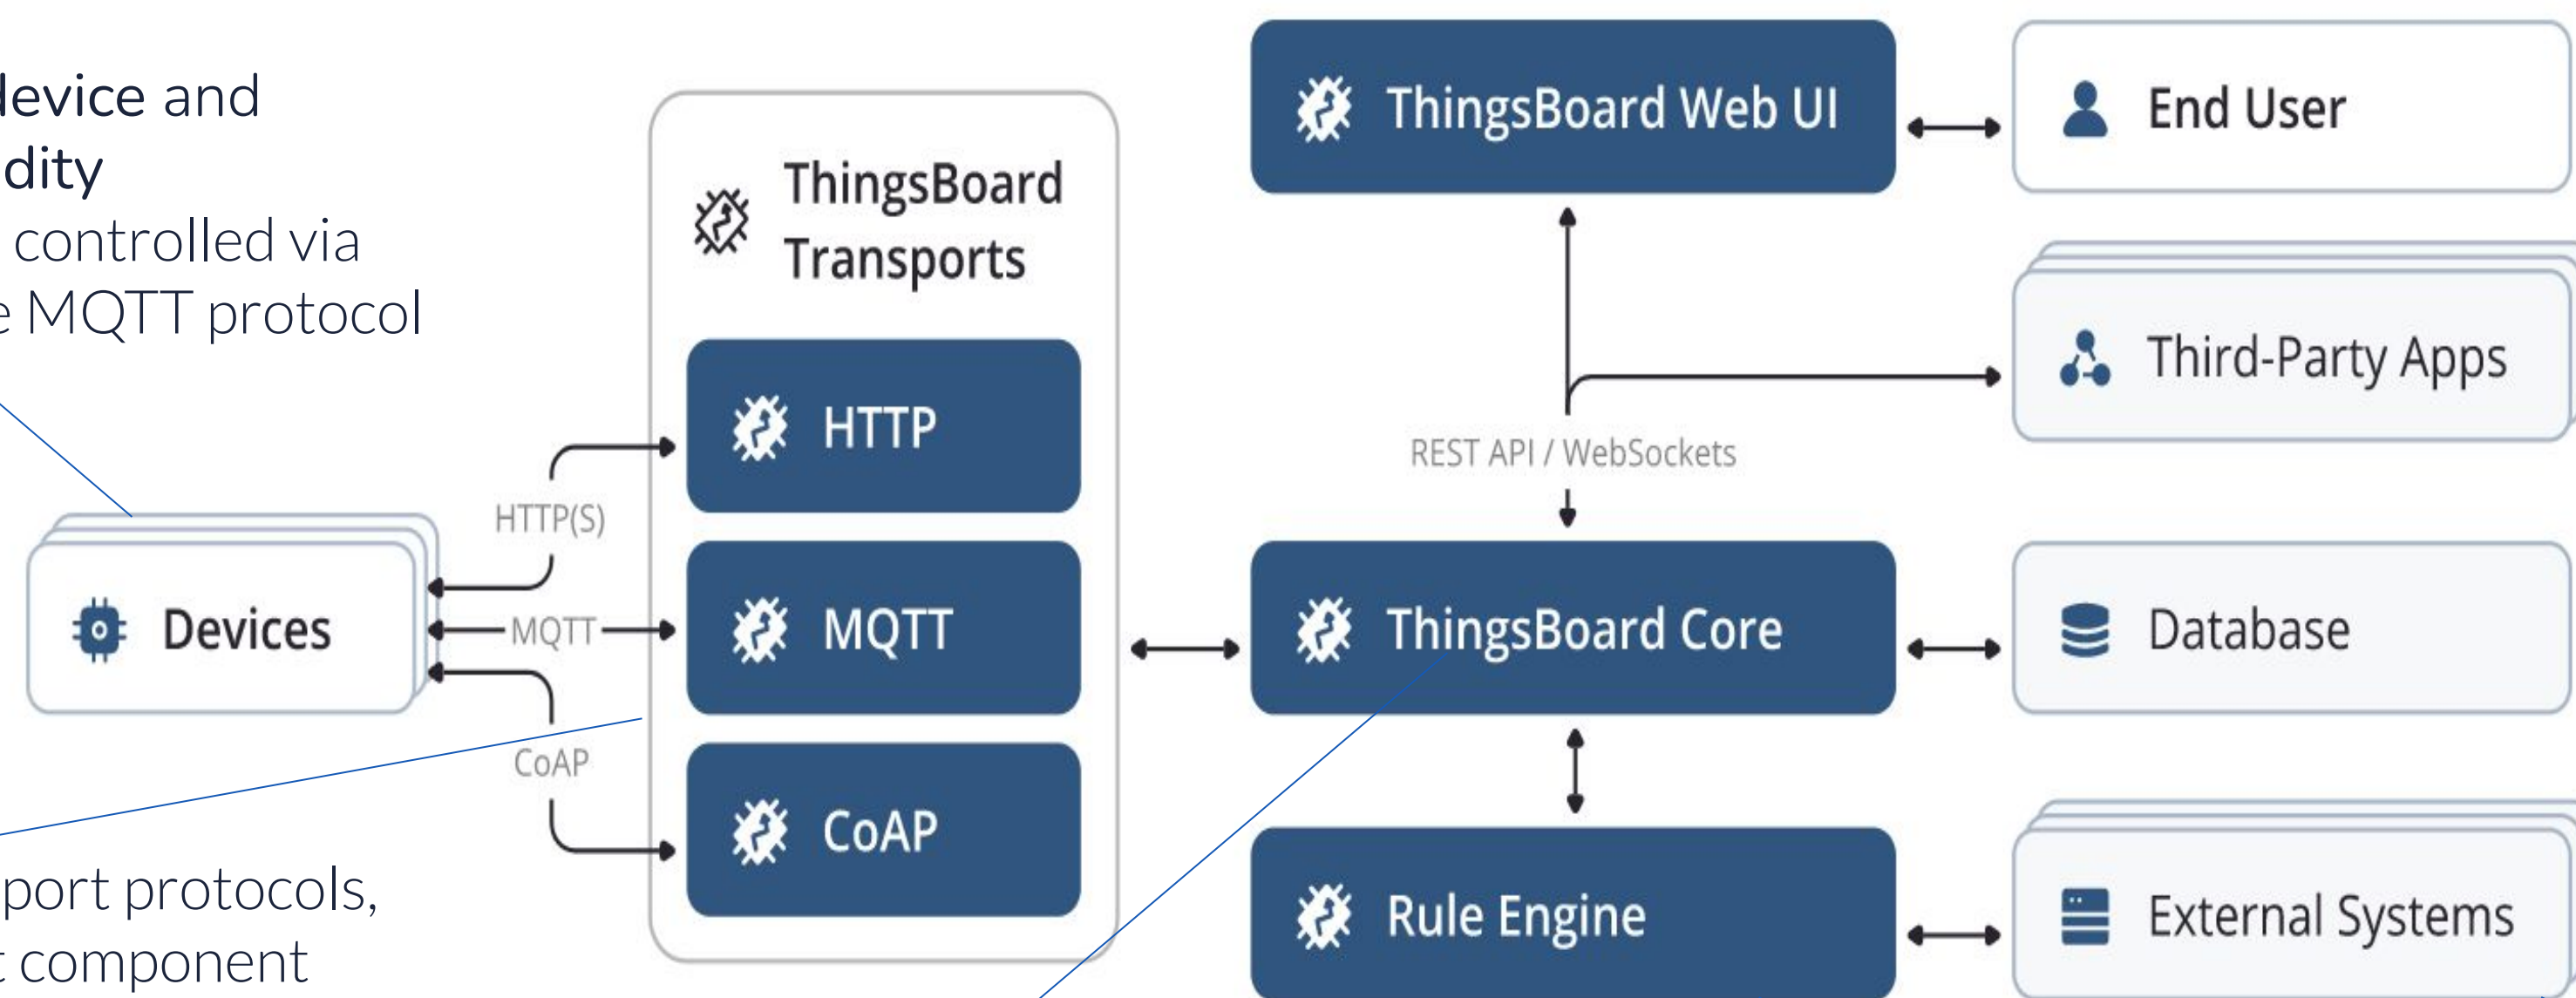 device and
dity
controlled via
e MQTT protocol
ThingsBoard
Transports
HTTP
MQTT
CoAP
HTTP(S)
MQTT
CoAP
Devices
port protocols,
t component
ThingsBoard Web UI
End User
Third-Party Apps
REST API / WebSockets
ThingsBoard Core
Database
Rule Engine
External Systems